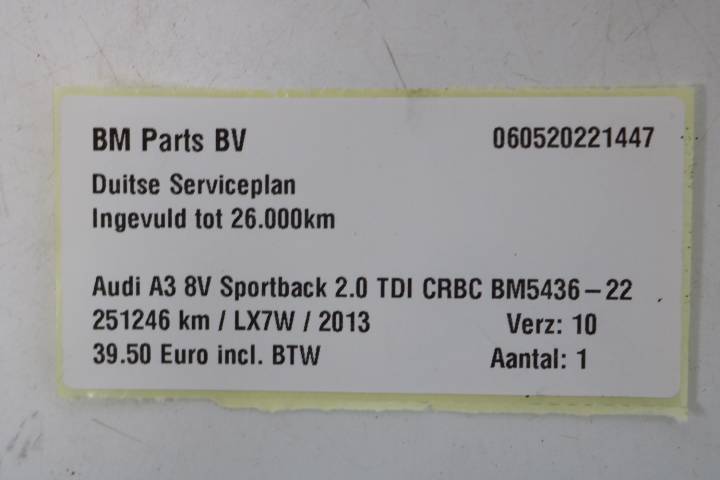 BM Parts BV 060520221447
Duitse Serviceplan
Ingevuld tot 26.000km
Audi A3 8V Sportback 2.0 TDI CRBC BM5436-22
251246 km / LX7W / 2013 Verz: 10
39.50 Euro incl. BTW Aantal: 1